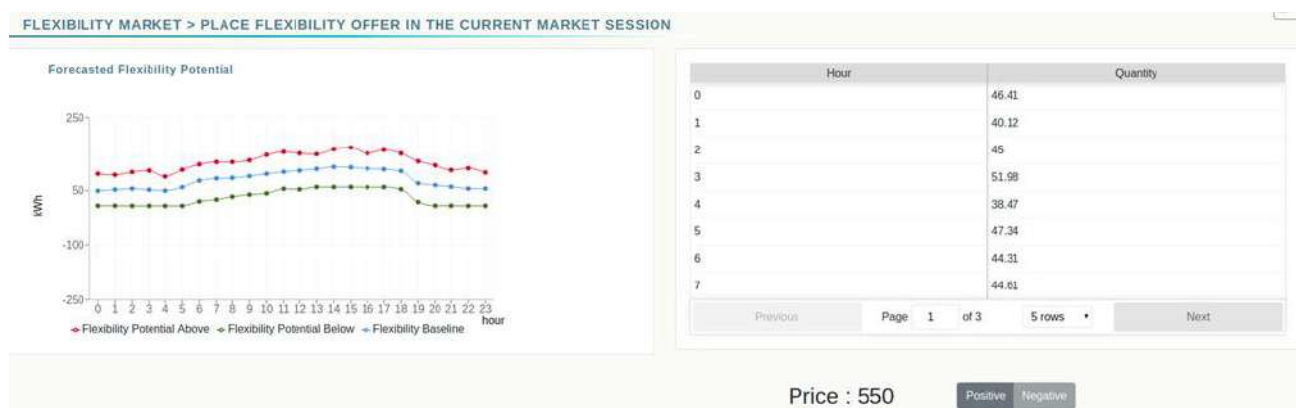 FLEXIBILITY MARKET > PLACE FLEXIBILITY OFFER IN THE CURRENT MARKET SESSION
Forecasted Flexibility Potential
250
50
-100
-250
kWh
0 1 2 3 4 5 6 7 8 9 10 11 12 13 14 15 16 17 18 19 20 21 22 23
hour
Flexibility Potential Above Flexibility Potential Below Flexibility Baseline
Hour Quantity
0 46.41
1 40.12
2 45
3 51.98
4 38.47
5 47.34
6 44.31
7 44.61
Previous Page 1 of 3 5 rows Next
Price : 550 Positive Negative